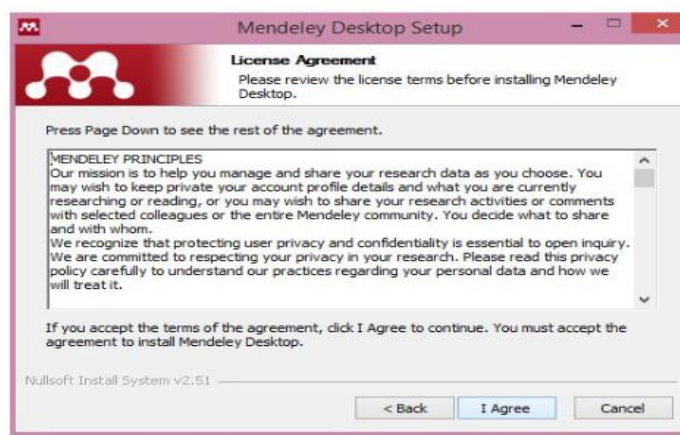 Mendeley Desktop Setup
License Agreement
Please review the license terms before installing Mendeley
Desktop.
Press Page Down to see the rest of the agreement.
MENDELEY PRINCIPLES
Our mission is to help you manage and share your research data as you choose. You
may wish to keep private your account profile details and what you are currently
researching or reading, or you may wish to share your research activities or comments
with selected colleagues or the entire Mendeley community. You decide what to share
and with whom.
We recognize that protecting user privacy and confidentiality is essential to open inquiry.
We are committed to respecting your privacy in your research. Please read this privacy
policy carefully to understand our practices regarding your personal data and how we
will treat it.
If you accept the terms of the agreement, click I Agree to continue. You must accept the
agreement to install Mendeley Desktop.
Nullsoft Install System v2.51
< Back I Agree Cancel